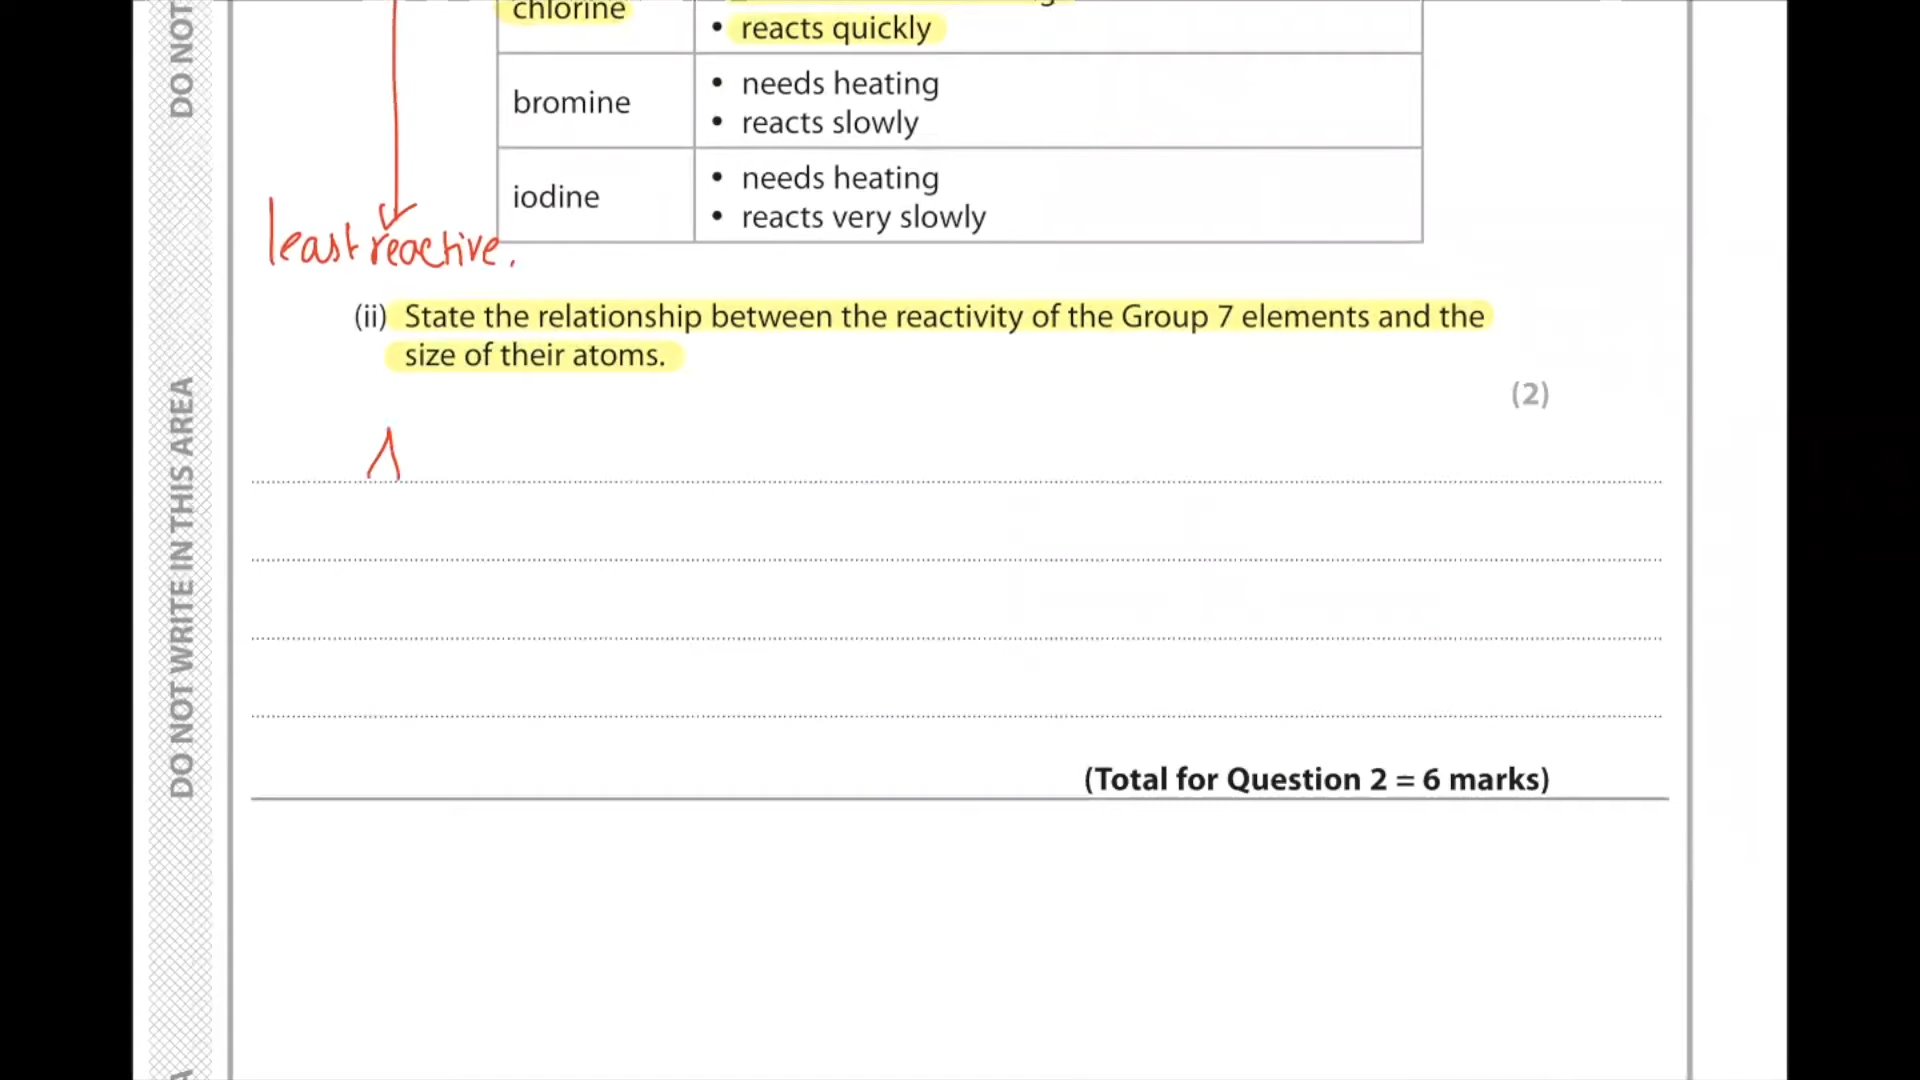 DO NOT
chlorine
• reacts quickly
bromine
• needs heating
• reacts slowly
iodine
• needs heating
• reacts very slowly
least reactive.
(ii) State the relationship between the reactivity of the Group 7 elements and the
size of their atoms.
(2)
DO NOT WRITE IN THIS AREA
(Total for Question 2 = 6 marks)